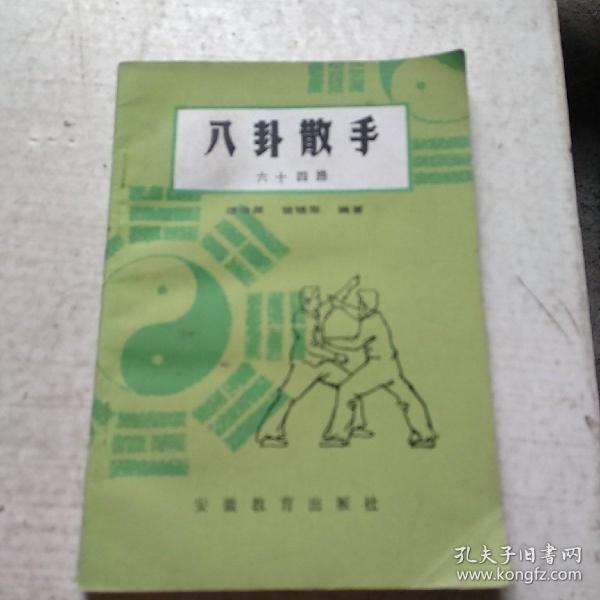 八卦散手
六十四路
编著
安徽教育出版社
孔夫子旧书网
www.kongfz.com